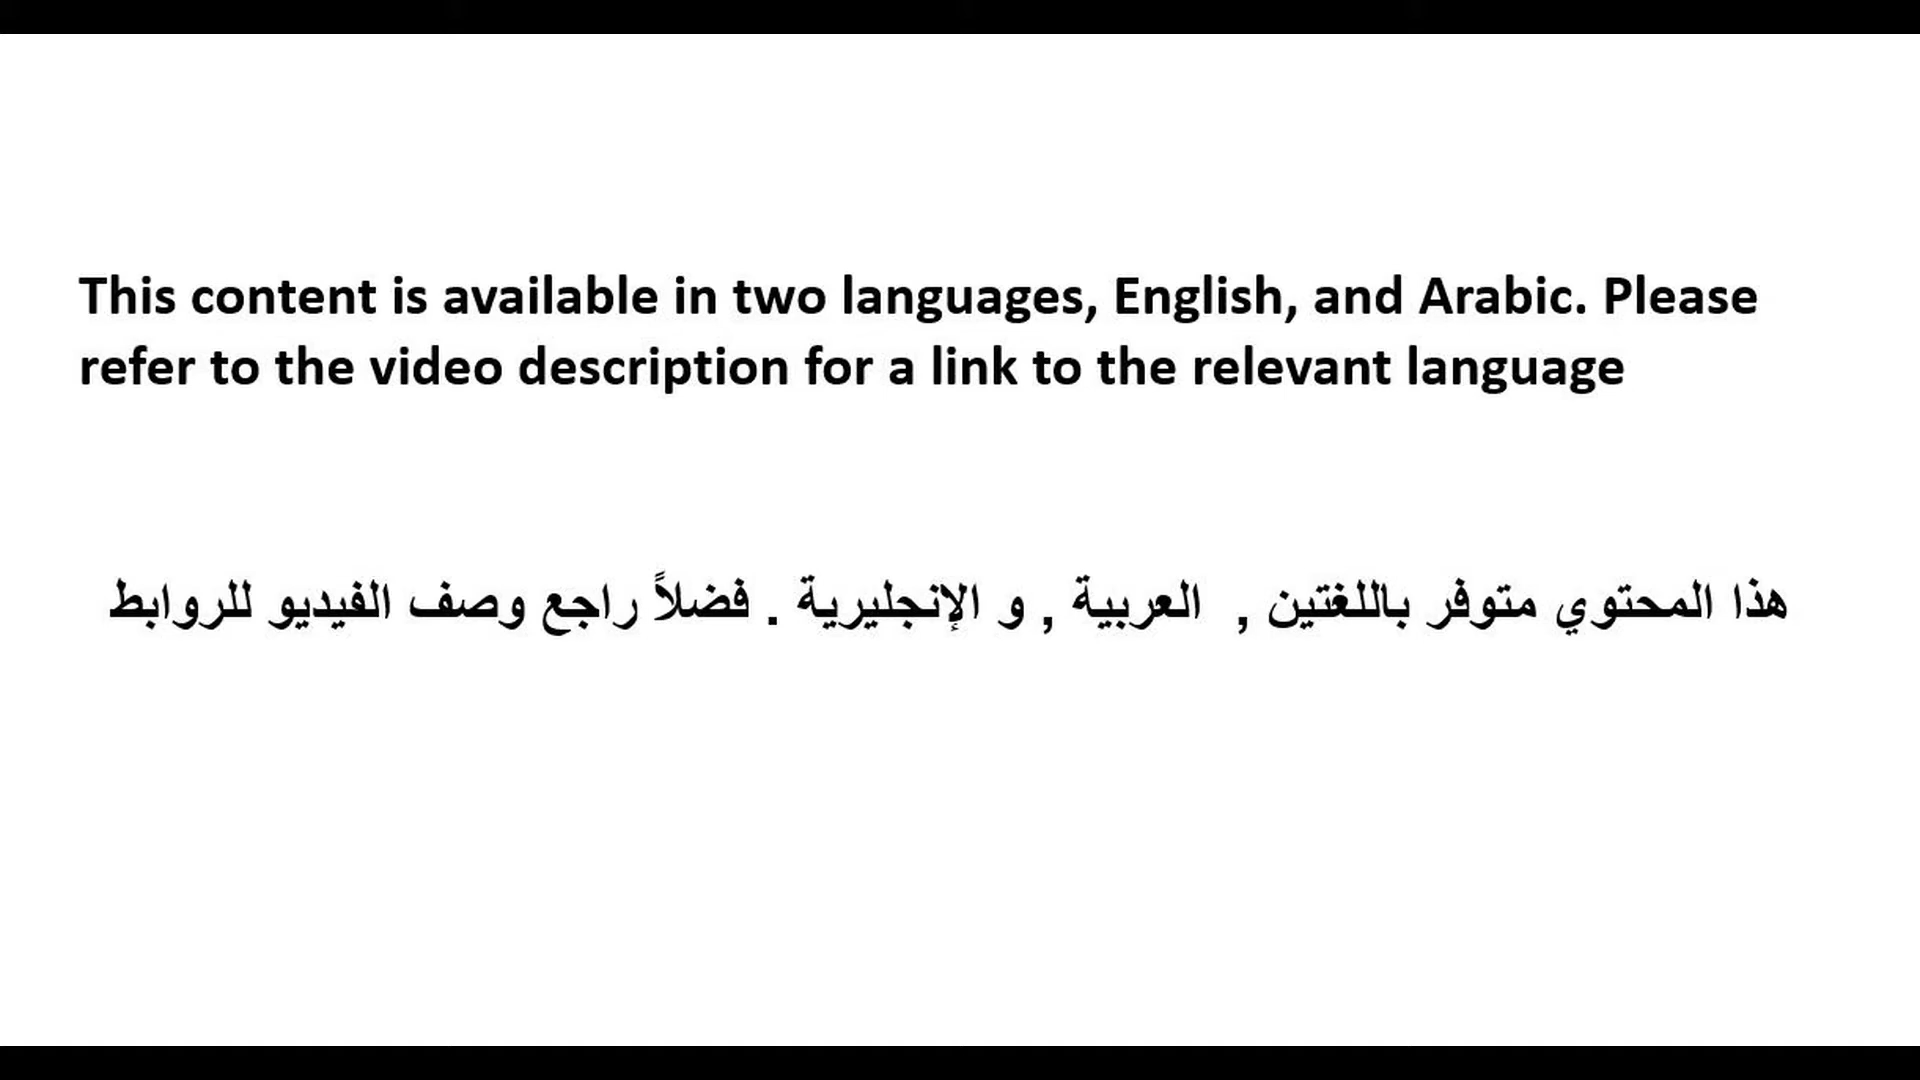 This content is available in two languages, English, and Arabic. Please
refer to the video description for a link to the relevant language
هذا المحتوي متوفر باللغتين , العربية , و الإنجليرية . فضلاً راجع وصف الفيديو للروابط